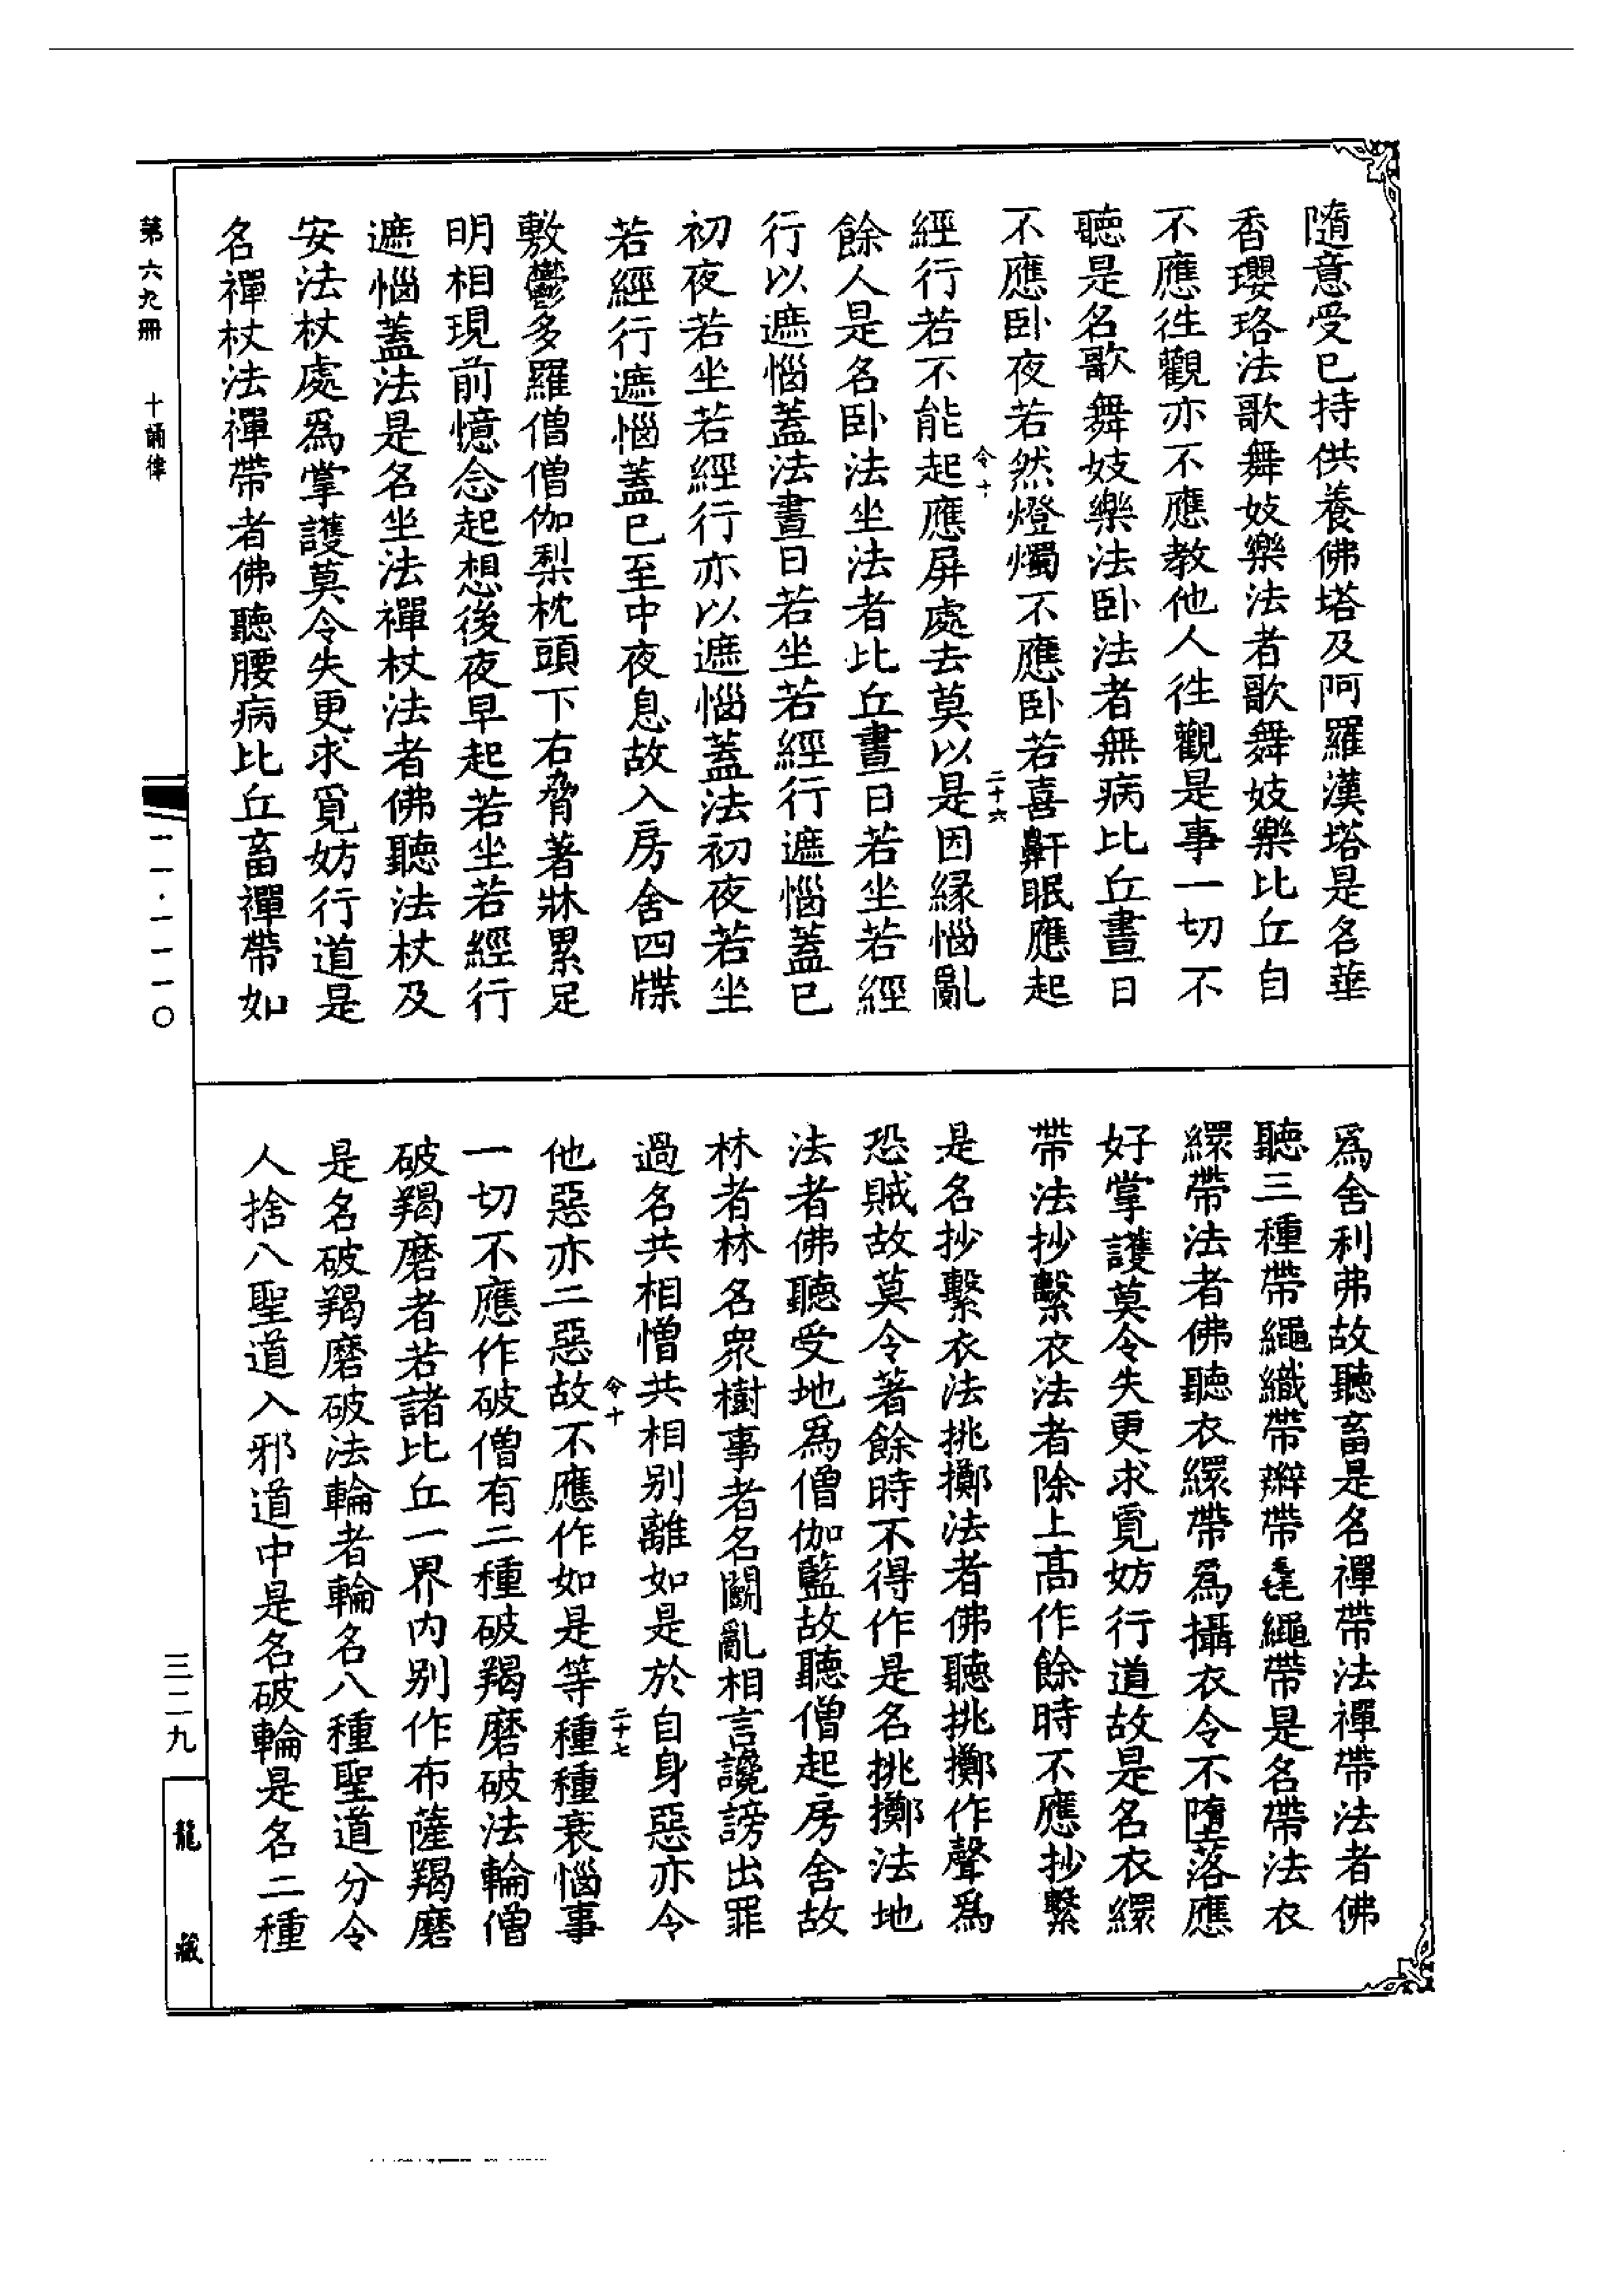 隨意受已持供養佛塔及阿羅漢塔是名華
香瓔珞法歌舞妓樂法者歌舞妓樂比丘自
不應徃觀亦不應教他人徃觀是事一切不
聽是名歌舞妓樂法卧法者無病比丘晝日
不應卧夜若然燈燭不應卧若喜鼾眠應起
令十
二十六
經行若不能起應屏處去莫以是因緣惱亂
餘人是名卧法坐法者比丘晝日若坐若經
行以遮惱蓋法晝日若坐若經行遮惱蓋已
初夜若坐若經行亦以遮惱蓋法初夜若坐
若經行遮惱蓋已至中夜息故入房舍四牒
敷鬱多羅僧僧伽梨枕頭下右脅著牀累足
明相現前憶念起想後夜早起若坐若經行
遮惱蓋法是名坐法禪杖法者佛聽法杖及
安法杖處爲掌護莫令失更求覓妨行道是
名禪杖法禪帶者佛聽腰病比丘畜禪帶如
爲舍利弗故聽畜是名禪帶法禪帶法者佛
聽三種帶繩織帶辮帶毳繩帶是名帶法衣
繯帶法者佛聽衣繯帶爲攝衣令不墮落應
好掌護莫令失更求覓妨行道故是名衣繯
帶法抄繫衣法者除上高作餘時不應抄繫
是名抄繫衣法挑擲法者佛聽挑擲作聲爲
恐賊故莫令著餘時不得作是名挑擲法地
法者佛聽受地爲僧伽藍故聽僧起房舍故
林者林名衆樹事者名鬭亂相言讒謗出罪
過名共相憎共相别離如是於自身惡亦令
令十
二十七
他惡亦二惡故不應作如是等種種衰惱事
一切不應作破僧有二種破羯磨破法輪僧
破羯磨者若諸比丘一界内别作布薩羯磨
是名破羯磨破法輪者輪名八種聖道分令
人捨八聖道入邪道中是名破輪是名二種
第六九册
十誦律
一一·一一一〇
三二九
龍藏